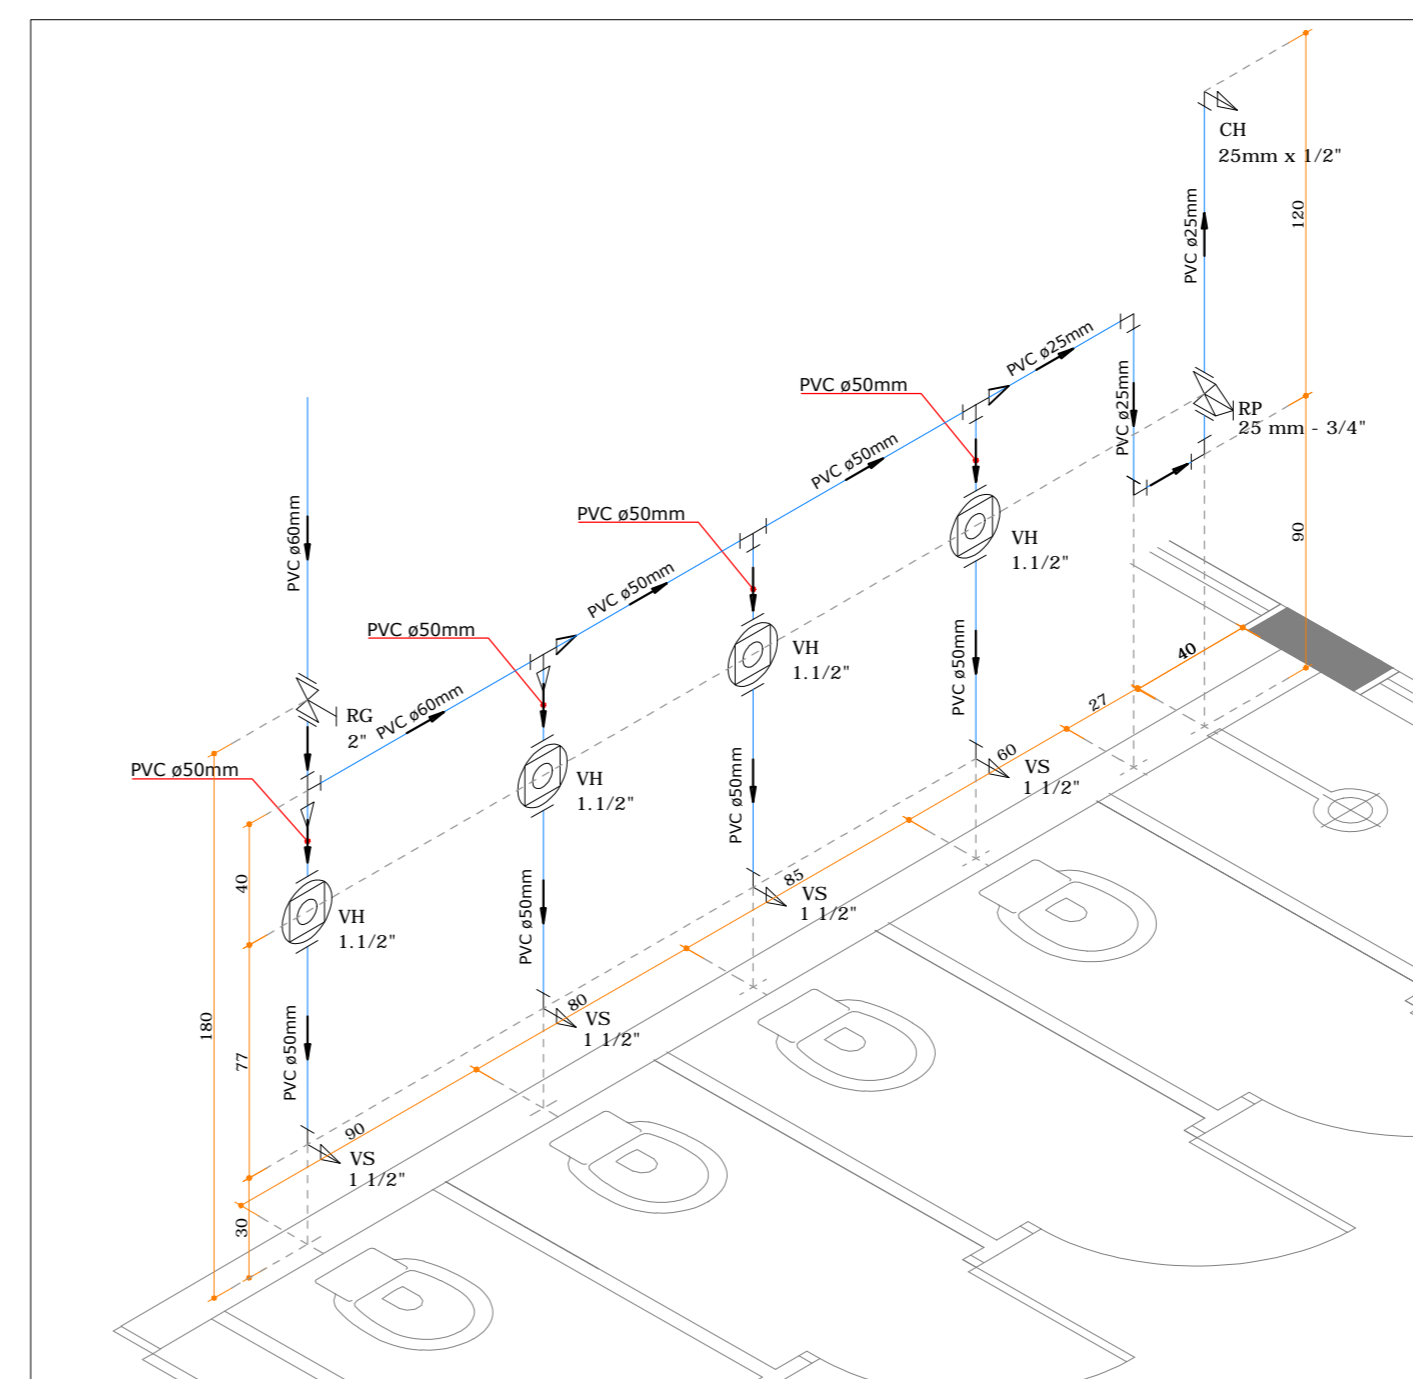 CH
25mm x 1/2"
120
PVC ø25mm
PVC ø25mm
PVC ø25mm
PVC ø50mm
RP
25 mm - 3/4"
PVC ø50mm
PVC ø50mm
PVC ø60mm
VH
1.1/2"
90
PVC ø50mm
PVC ø50mm
VH
1.1/2"
40
PVC ø50mm
27
PVC ø60mm
RG
2"
60
VS
1 1/2"
PVC ø50mm
VH
1.1/2"
PVC ø50mm
40
85
VS
1 1/2"
VH
1.1/2"
PVC ø50mm
80
VS
1 1/2"
180
77
PVC ø50mm
90
VS
1 1/2"
30